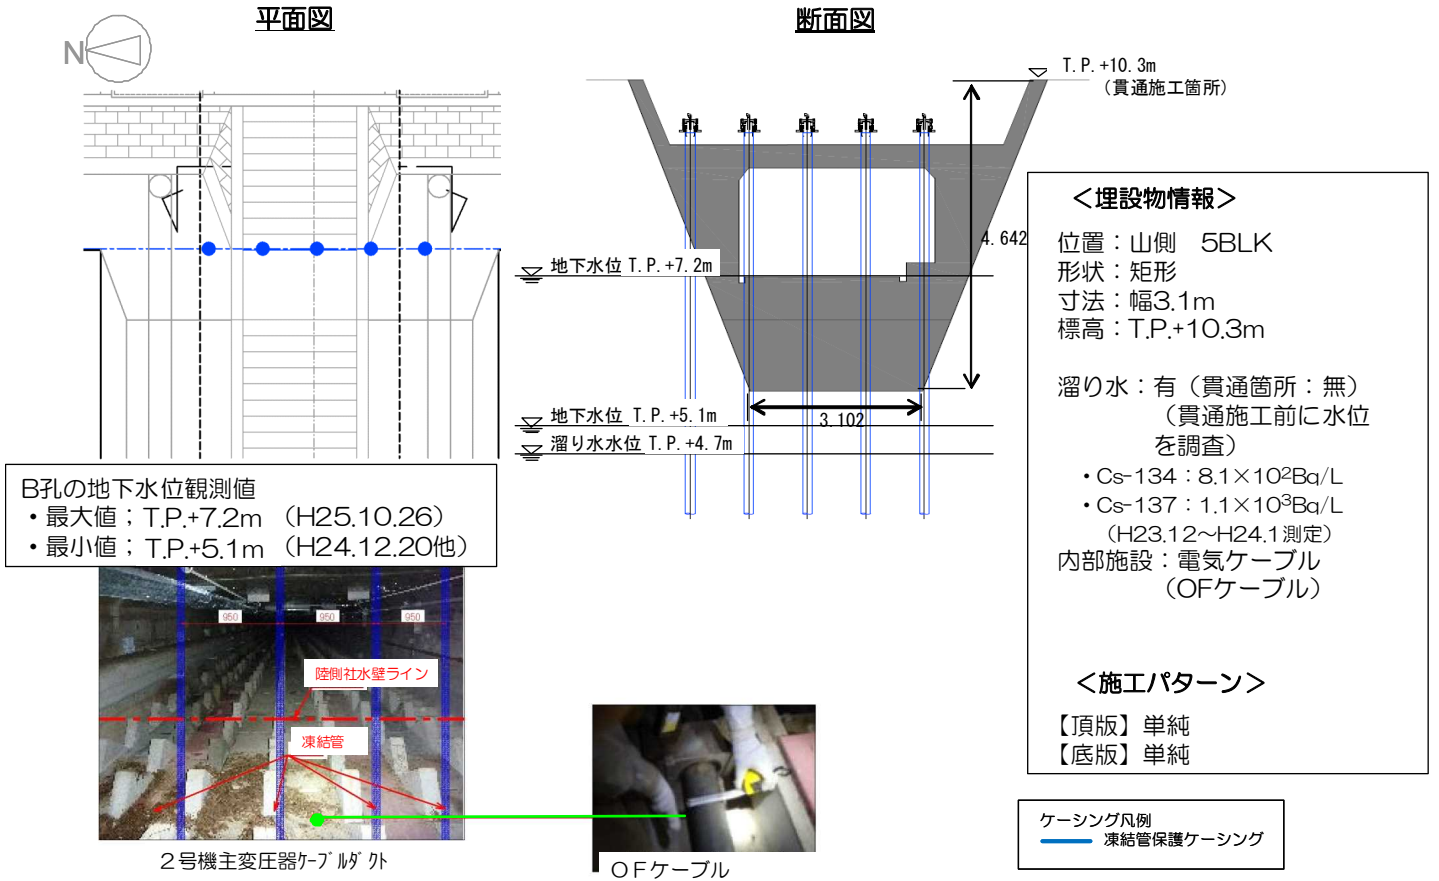 平面図
断面図
N
T.P.+10.3m
（貫通施工箇所）
4.642
地下水位 T.P.+7.2m
3.102
地下水位 T.P.+5.1m
溜り水水位 T.P.+4.7m
B孔の地下水位観測値
・最大値；T.P.+7.2m （H25.10.26）
・最小値；T.P.+5.1m （H24.12.20他）
950 950 950
陸側社水壁ライン
凍結管
2号機主変圧器ｹｰﾌﾞﾙﾀﾞｸﾄ
OFケーブル
＜埋設物情報＞
位置：山側 5BLK
形状：矩形
寸法：幅3.1m
標高：T.P.+10.3m
溜り水：有（貫通箇所：無）
（貫通施工前に水位
を調査）
・Cs-134：8.1×10²Bq/L
・Cs-137：1.1×10³Bq/L
（H23.12～H24.1測定）
内部施設：電気ケーブル
（OFケーブル）
＜施工パターン＞
【頂版】単純
【底版】単純
ケーシング凡例
凍結管保護ケーシング